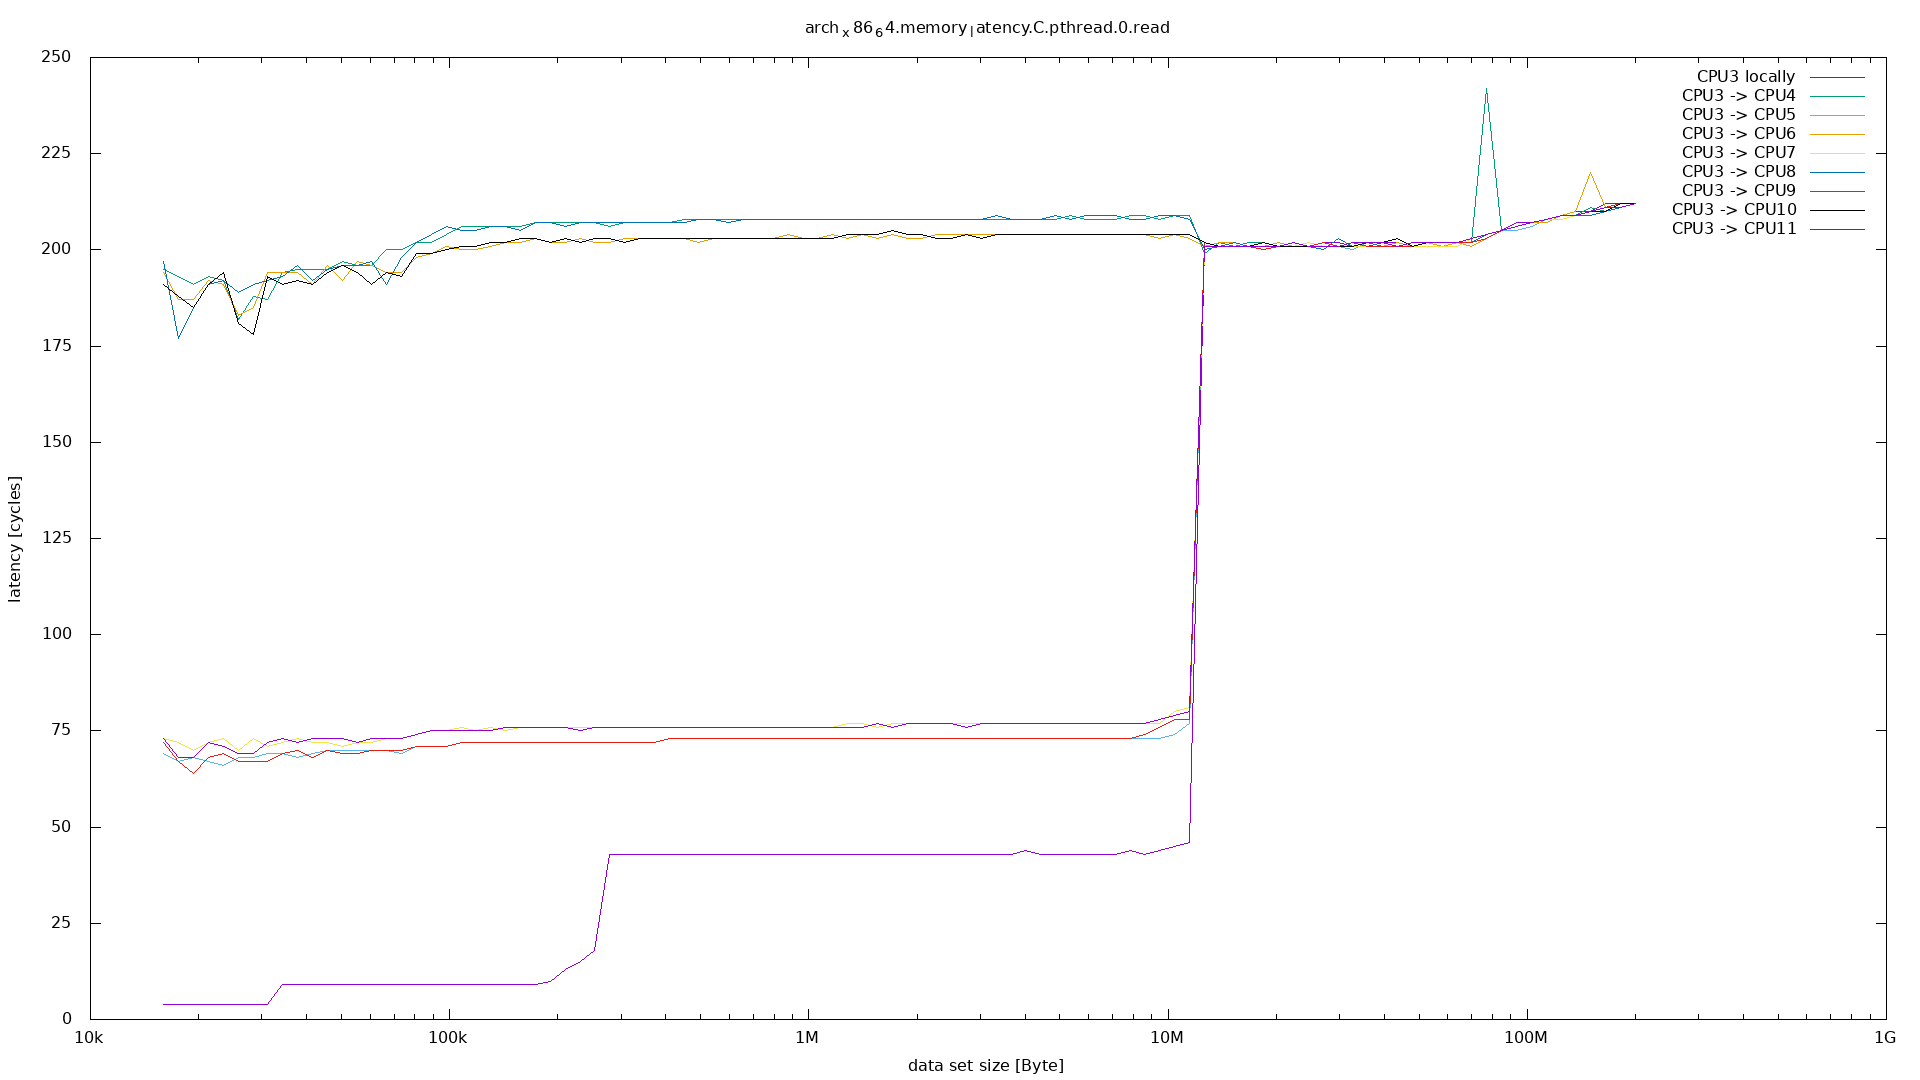 arch x 86 6 4.memory l atency.C.pthread.0.read
250
225
200
175
150
125
100
75
50
25
0
latency [cycles]
CPU3 locally
CPU3 -> CPU4
CPU3 -> CPU5
CPU3 -> CPU6
CPU3 -> CPU7
CPU3 -> CPU8
CPU3 -> CPU9
CPU3 -> CPU10
CPU3 -> CPU11
10k 100k 1M 10M 100M 1G
data set size [Byte]